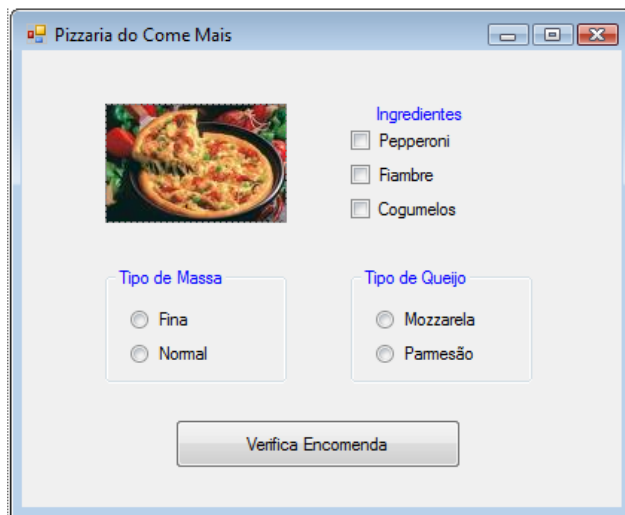 Pizzaria do Come Mais
Ingredientes
Pepperoni
Fiambre
Cogumelos
Tipo de Massa
Fina
Normal
Tipo de Queijo
Mozzarela
Parmesão
Verifica Encomenda